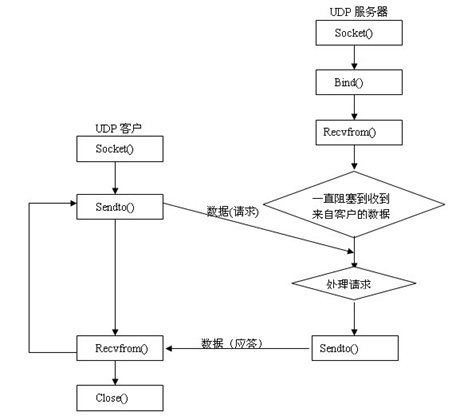 UDP 服务器
Socket()
Bind()
Recvfrom()
一直阻塞到收到
来自客户的数据
处理请求
Sendto()
UDP 客户
Socket()
Sendto()
数据(请求)
数据（应答）
Recvfrom()
Close()